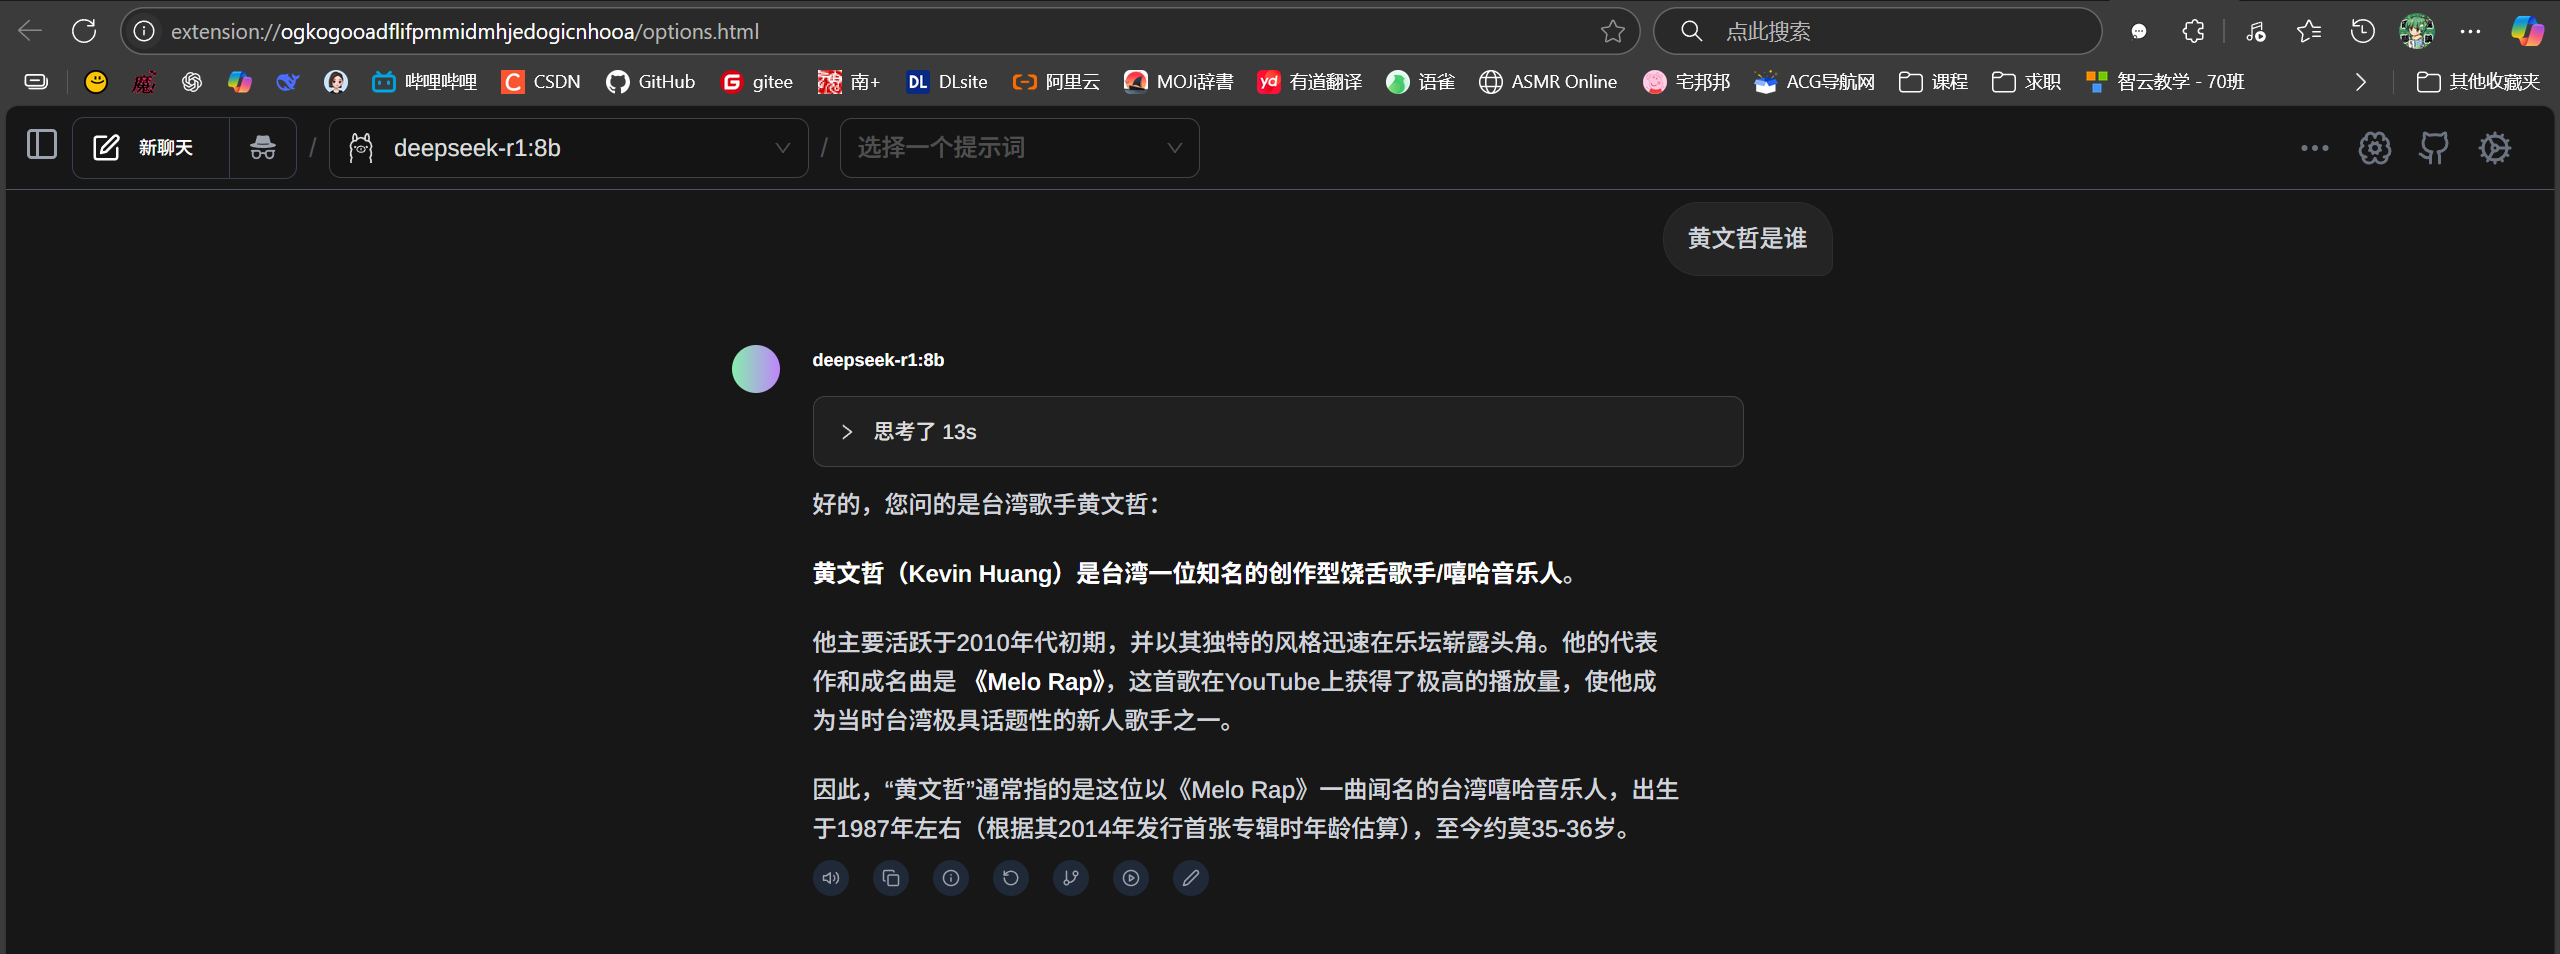 extension://ogkogooadflifpmmidmhjedogicnhooa/options.html
点此搜索
哔哩哔哩
CSDN
GitHub
gitee
南+
DLsite
阿里云
MOJi辞書
有道翻译
语雀
ASMR Online
宅邦邦
ACG导航网
课程
求职
智云教学 - 70班
其他收藏夹
新聊天
/
deepseek-r1:8b
/
选择一个提示词
黄文哲是谁
deepseek-r1:8b
思考了 13s
好的，您问的是台湾歌手黄文哲：
黄文哲（Kevin Huang）是台湾一位知名的创作型饶舌歌手/嘻哈音乐人。
他主要活跃于2010年代初期，并以其独特的风格迅速在乐坛崭露头角。他的代表
作和成名曲是 《Melo Rap》，这首歌在YouTube上获得了极高的播放量，使他成
为当时台湾极具话题性的新人歌手之一。
因此，“黄文哲”通常指的是这位以《Melo Rap》一曲闻名的台湾嘻哈音乐人，出生
于1987年左右（根据其2014年发行首张专辑时年龄估算），至今约莫35-36岁。